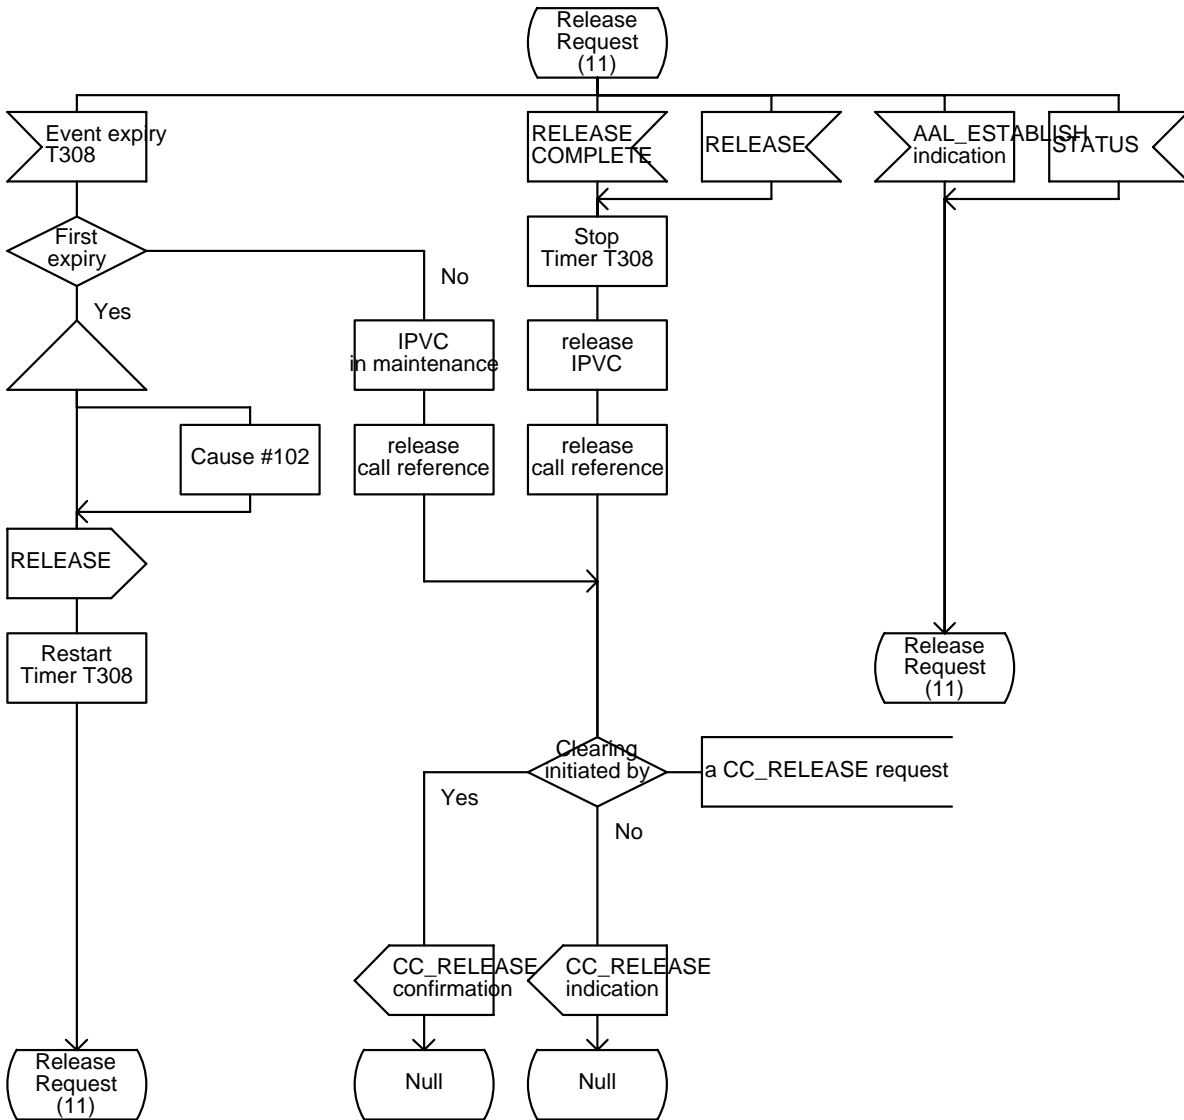 Release
Request
(11)
Event expiry
T308
RELEASE
COMPLETE
RELEASE
AAL_ESTABLISH
indication
STATUS
First
expiry
No
Yes
Stop
Timer T308
IPVC
in maintenance
release
IPVC
Cause #102
release
call reference
release
call reference
RELEASE
Restart
Timer T308
Release
Request
(11)
Clearing
initiated by
a CC_RELEASE request
Yes
No
CC_RELEASE
confirmation
CC_RELEASE
indication
Release
Request
(11)
Null
Null